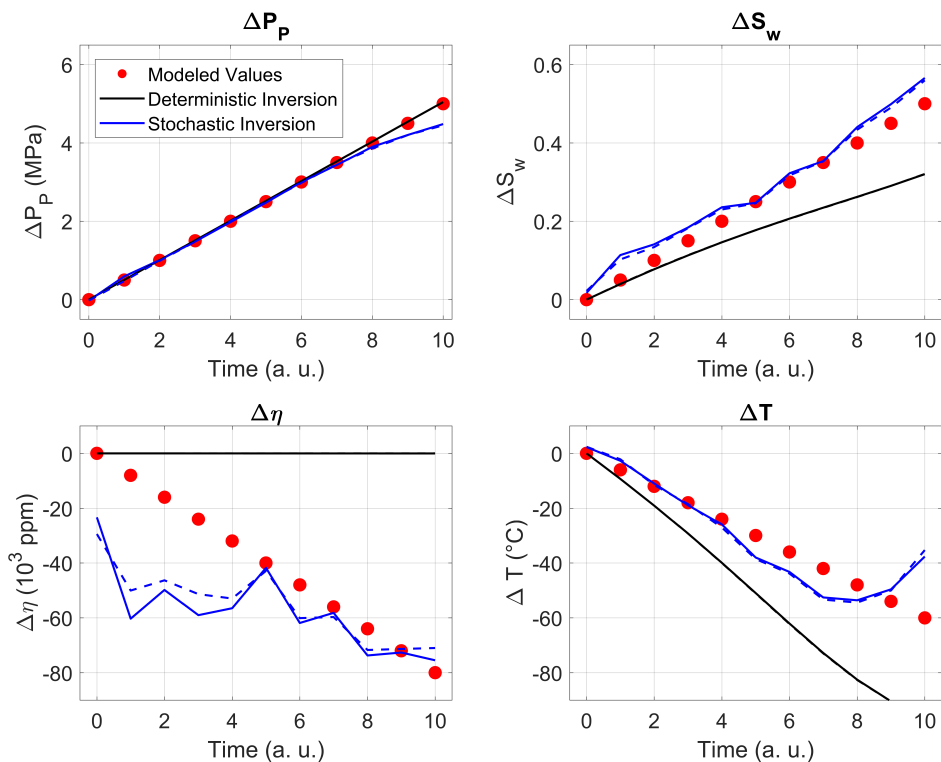 ΔP_P
ΔP_P (MPa)
6
4
2
0
Modeled Values
Deterministic Inversion
Stochastic Inversion
0 2 4 6 8 10
Time (a. u.)
ΔS_w
ΔS_w
0.6
0.4
0.2
0
0 2 4 6 8 10
Time (a. u.)
Δη
Δη (10³ ppm)
0
-20
-40
-60
-80
0 2 4 6 8 10
Time (a. u.)
ΔT
Δ T (°C)
0
-20
-40
-60
-80
0 2 4 6 8 10
Time (a. u.)